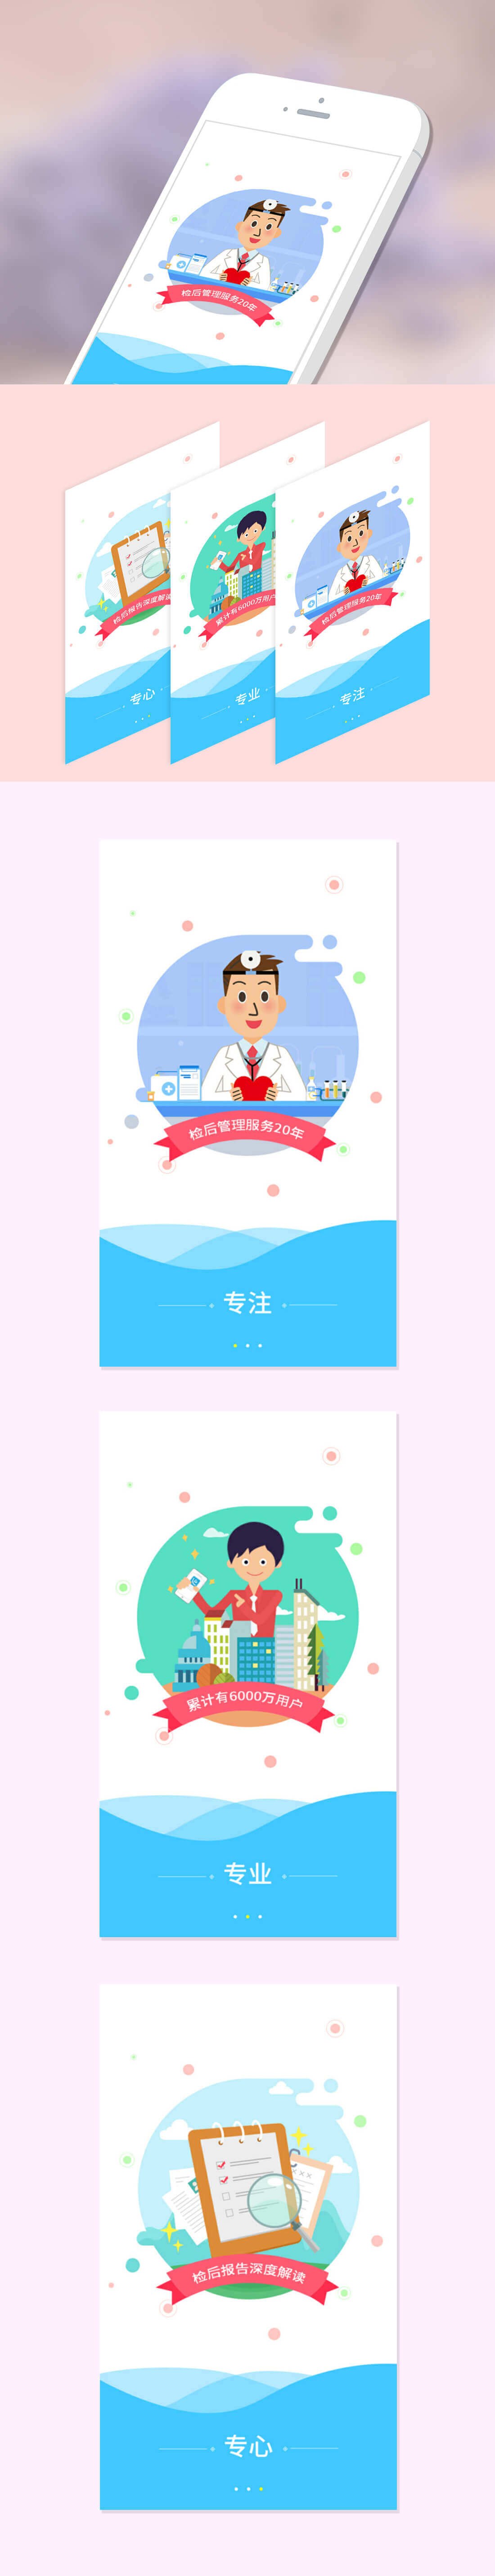 检后管理服务20年
检后报告深度解读
累计有6000万用户
检后管理服务20年
专心
专业
专注
检后管理服务20年
专注
累计有6000万用户
专业
检后报告深度解读
专心